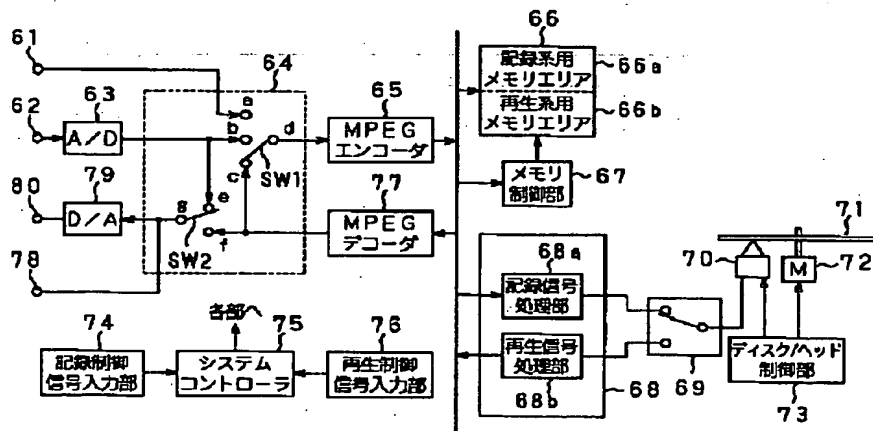 61
62
63
A/D
80
79
D/A
78
64
a
b
c
d
e
f
g
SW1
SW2
65
MPEG
エンコーダ
77
MPEG
デコーダ
66
記録系用
メモリエリア
66a
再生系用
メモリエリア
66b
メモリ
制御部
67
68a
記録信号
処理部
再生信号
処理部
68b
68
69
70
71
M
72
ディスク/ヘッド
制御部
73
74
記録制御
信号入力部
各部へ
75
システム
コントローラ
76
再生制御
信号入力部